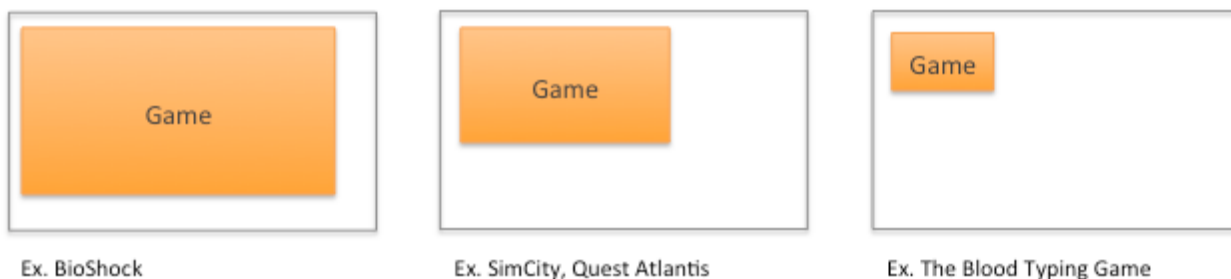 Game
Game
Game
Ex. BioShock
Ex. SimCity, Quest Atlantis
Ex. The Blood Typing Game